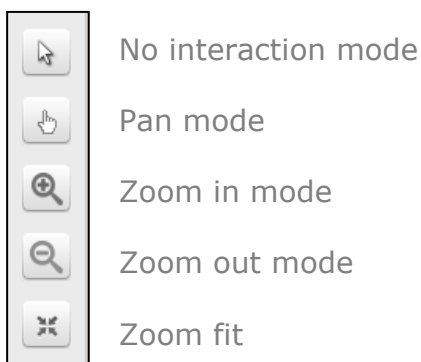 No interaction mode
Pan mode
Zoom in mode
Zoom out mode
Zoom fit